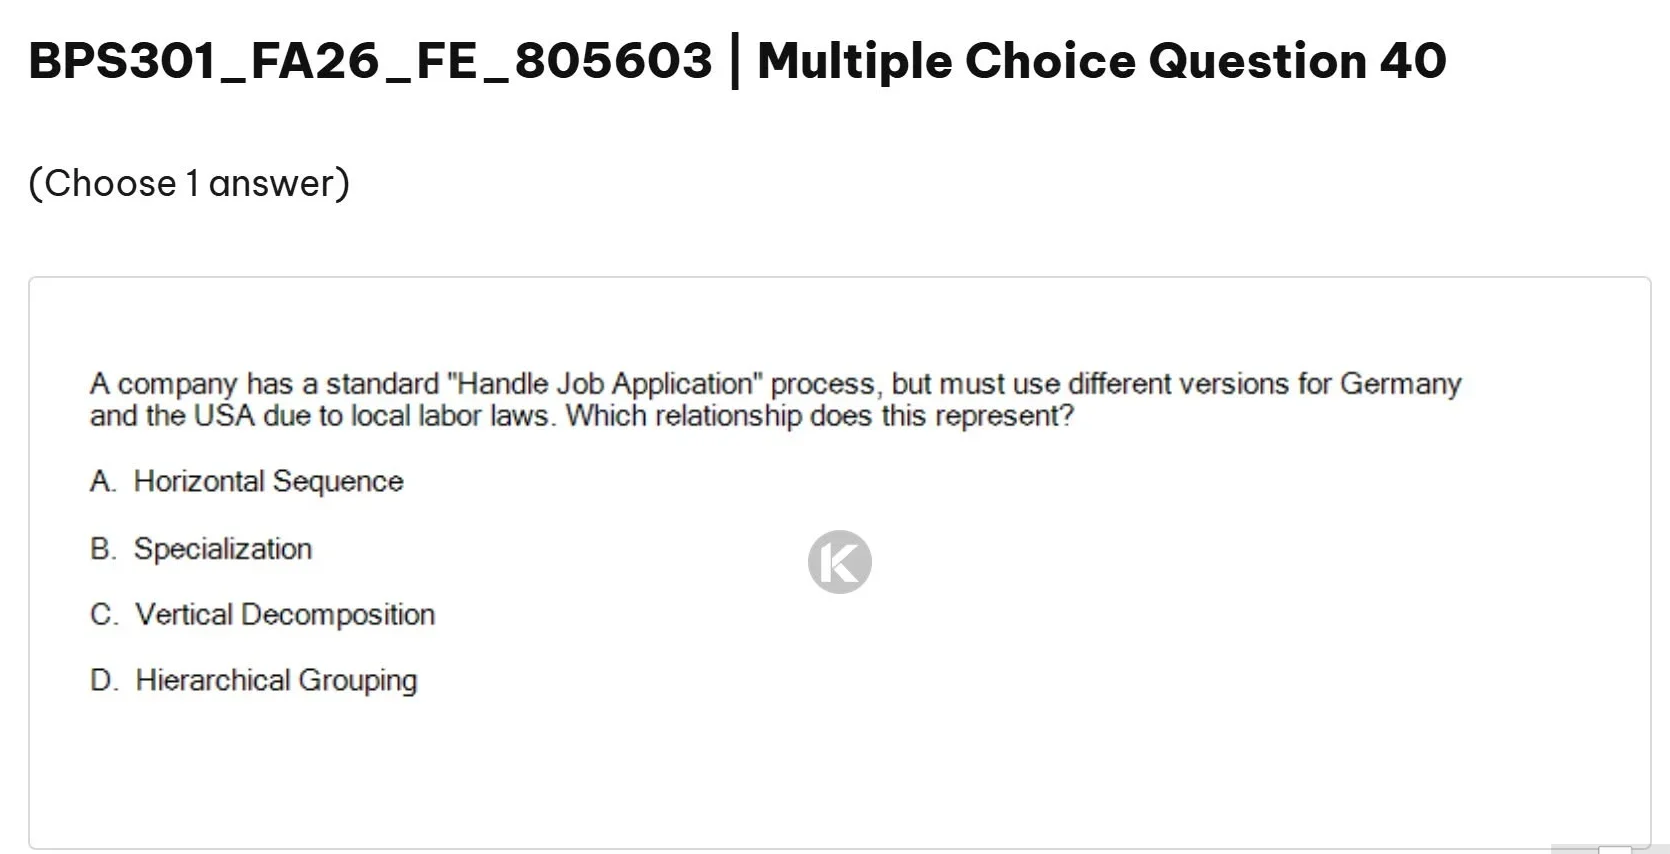 BPS301_FA26_FE_805603 | Multiple Choice Question 40
(Choose 1 answer)
A company has a standard "Handle Job Application" process, but must use different versions for Germany
and the USA due to local labor laws. Which relationship does this represent?
A. Horizontal Sequence
B. Specialization
C. Vertical Decomposition
D. Hierarchical Grouping
K